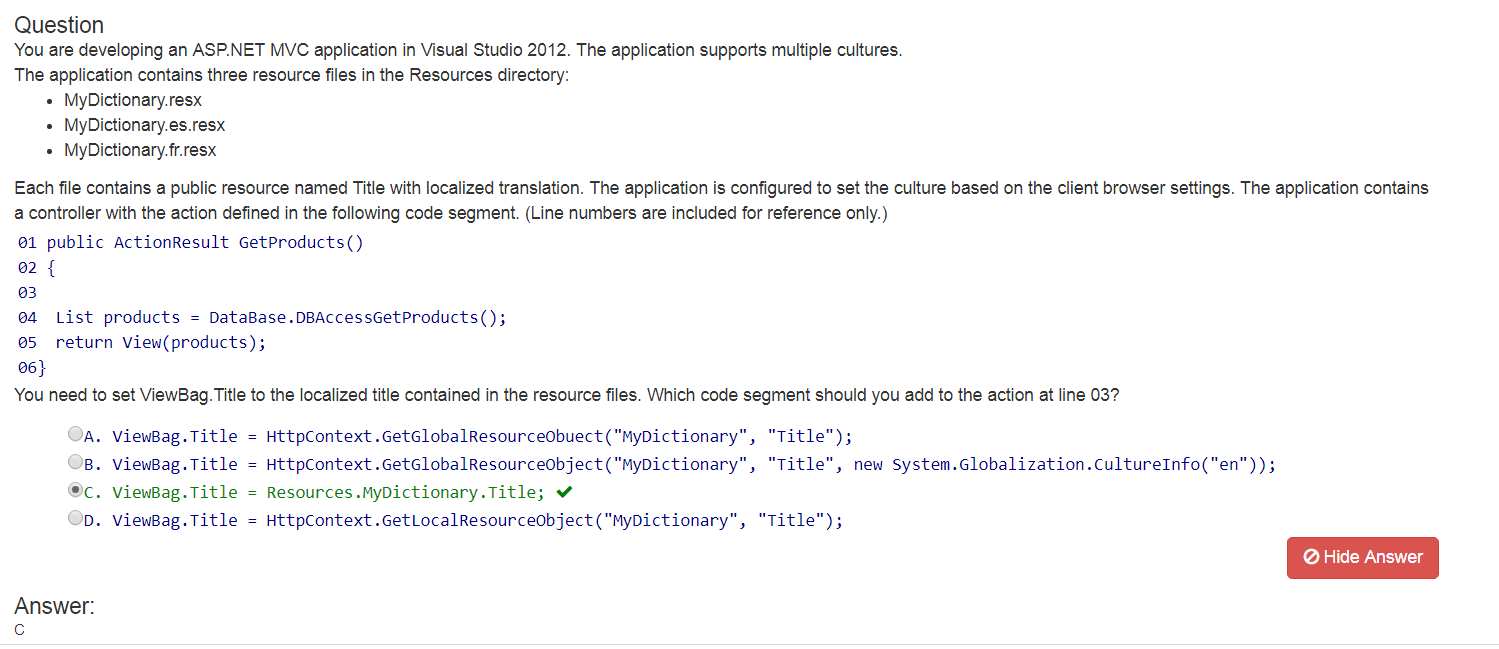 Question
You are developing an ASP.NET MVC application in Visual Studio 2012. The application supports multiple cultures.
The application contains three resource files in the Resources directory:
• MyDictionary.resx
• MyDictionary.es.resx
• MyDictionary.fr.resx
Each file contains a public resource named Title with localized translation. The application is configured to set the culture based on the client browser settings. The application contains
a controller with the action defined in the following code segment. (Line numbers are included for reference only.)
01 public ActionResult GetProducts()
02 {
03
04  List products = DataBase.DBAccessGetProducts();
05  return View(products);
06}
You need to set ViewBag.Title to the localized title contained in the resource files. Which code segment should you add to the action at line 03?
A. ViewBag.Title = HttpContext.GetGlobalResourceObuect("MyDictionary", "Title");
B. ViewBag.Title = HttpContext.GetGlobalResourceObject("MyDictionary", "Title", new System.Globalization.CultureInfo("en"));
C. ViewBag.Title = Resources.MyDictionary.Title; ✔
D. ViewBag.Title = HttpContext.GetLocalResourceObject("MyDictionary", "Title");
Hide Answer
Answer:
C